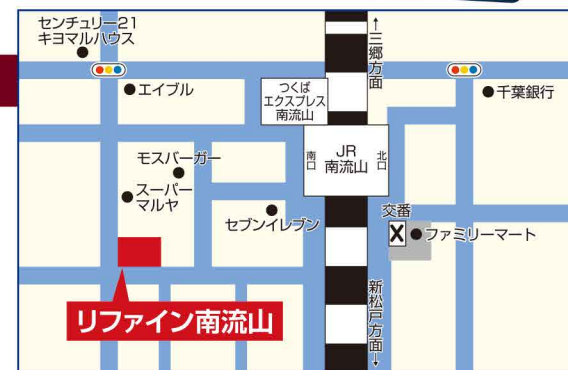 センチュリー21
キヨマルハウス
エイブル
つくば
エクスプレス
南流山
↑三郷方面
千葉銀行
モスバーガー
スーパー
マルヤ
セブンイレブン
南口
JR
南流山
北口
交番
X
ファミリーマート
リファイン南流山
新松戸方面↓